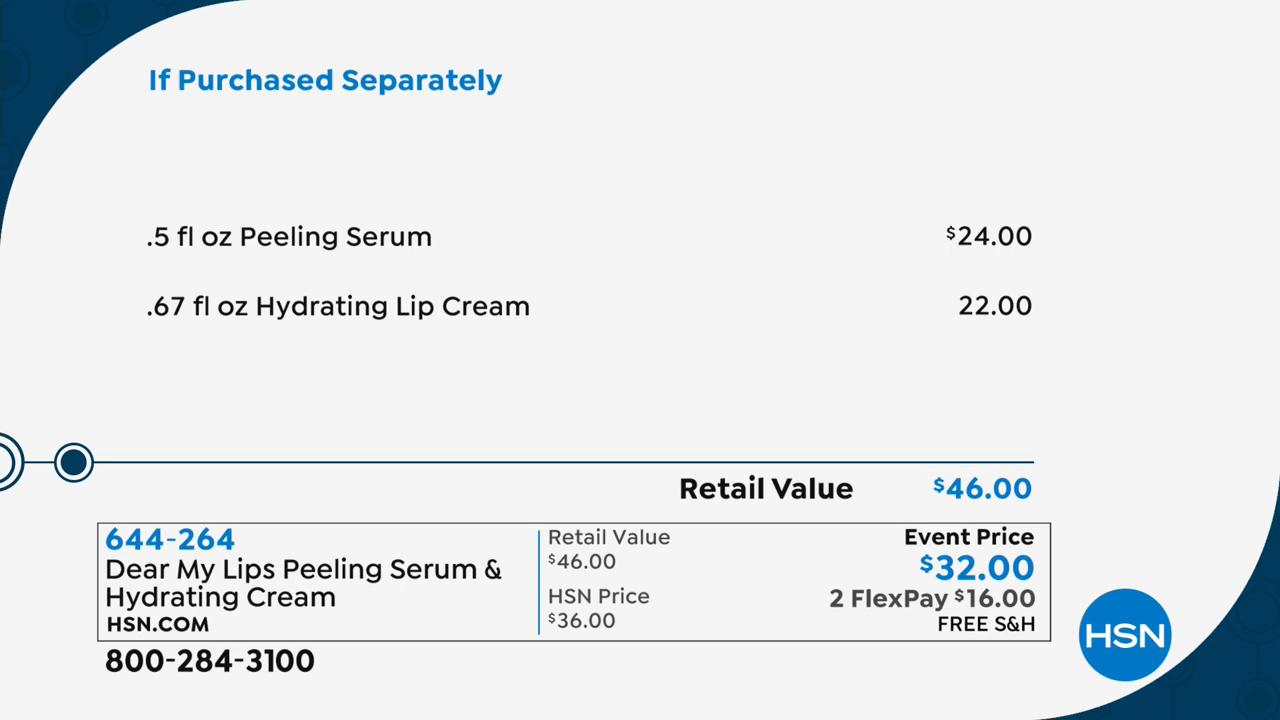 If Purchased Separately
.5 fl oz Peeling Serum $24.00
.67 fl oz Hydrating Lip Cream 22.00
Retail Value $46.00
644-264
Dear My Lips Peeling Serum &
Hydrating Cream
HSN.COM
Retail Value
$46.00
HSN Price
$36.00
Event Price
$32.00
2 FlexPay $16.00
FREE S&H
800-284-3100
HSN